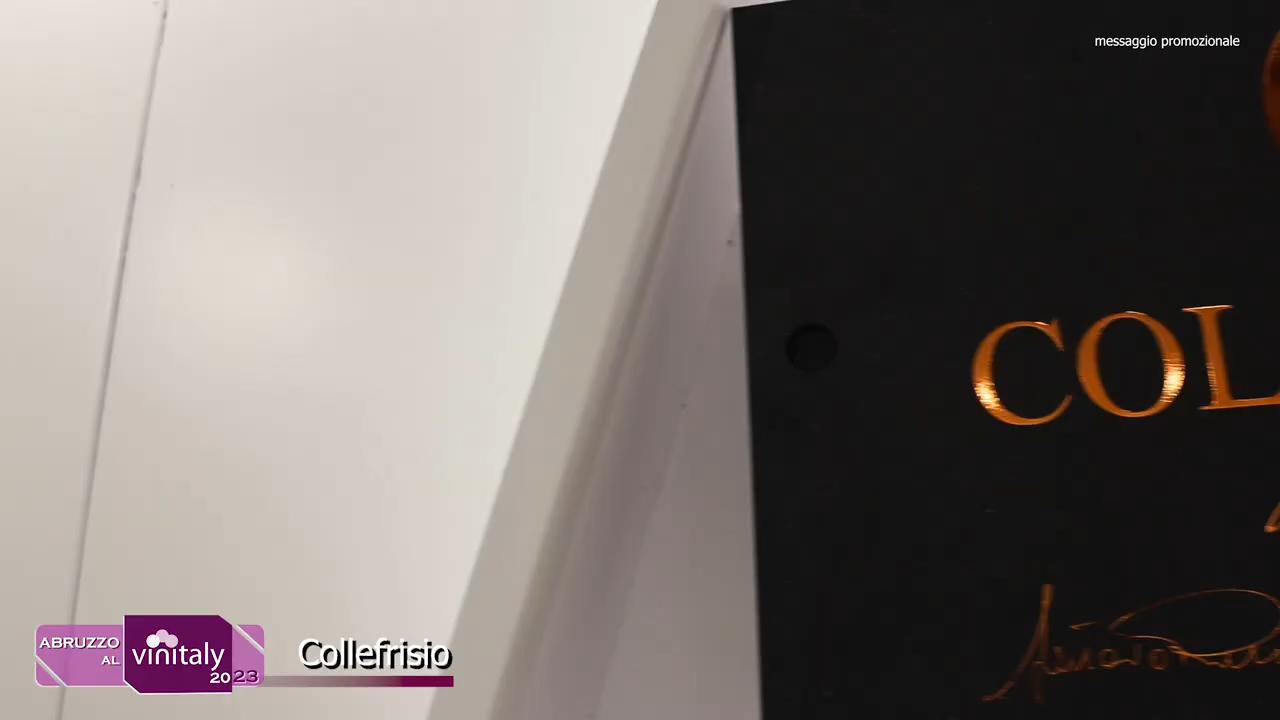 messaggio promozionale
COL
ABRUZZO
AL
vinitaly
2023
Collefrisio